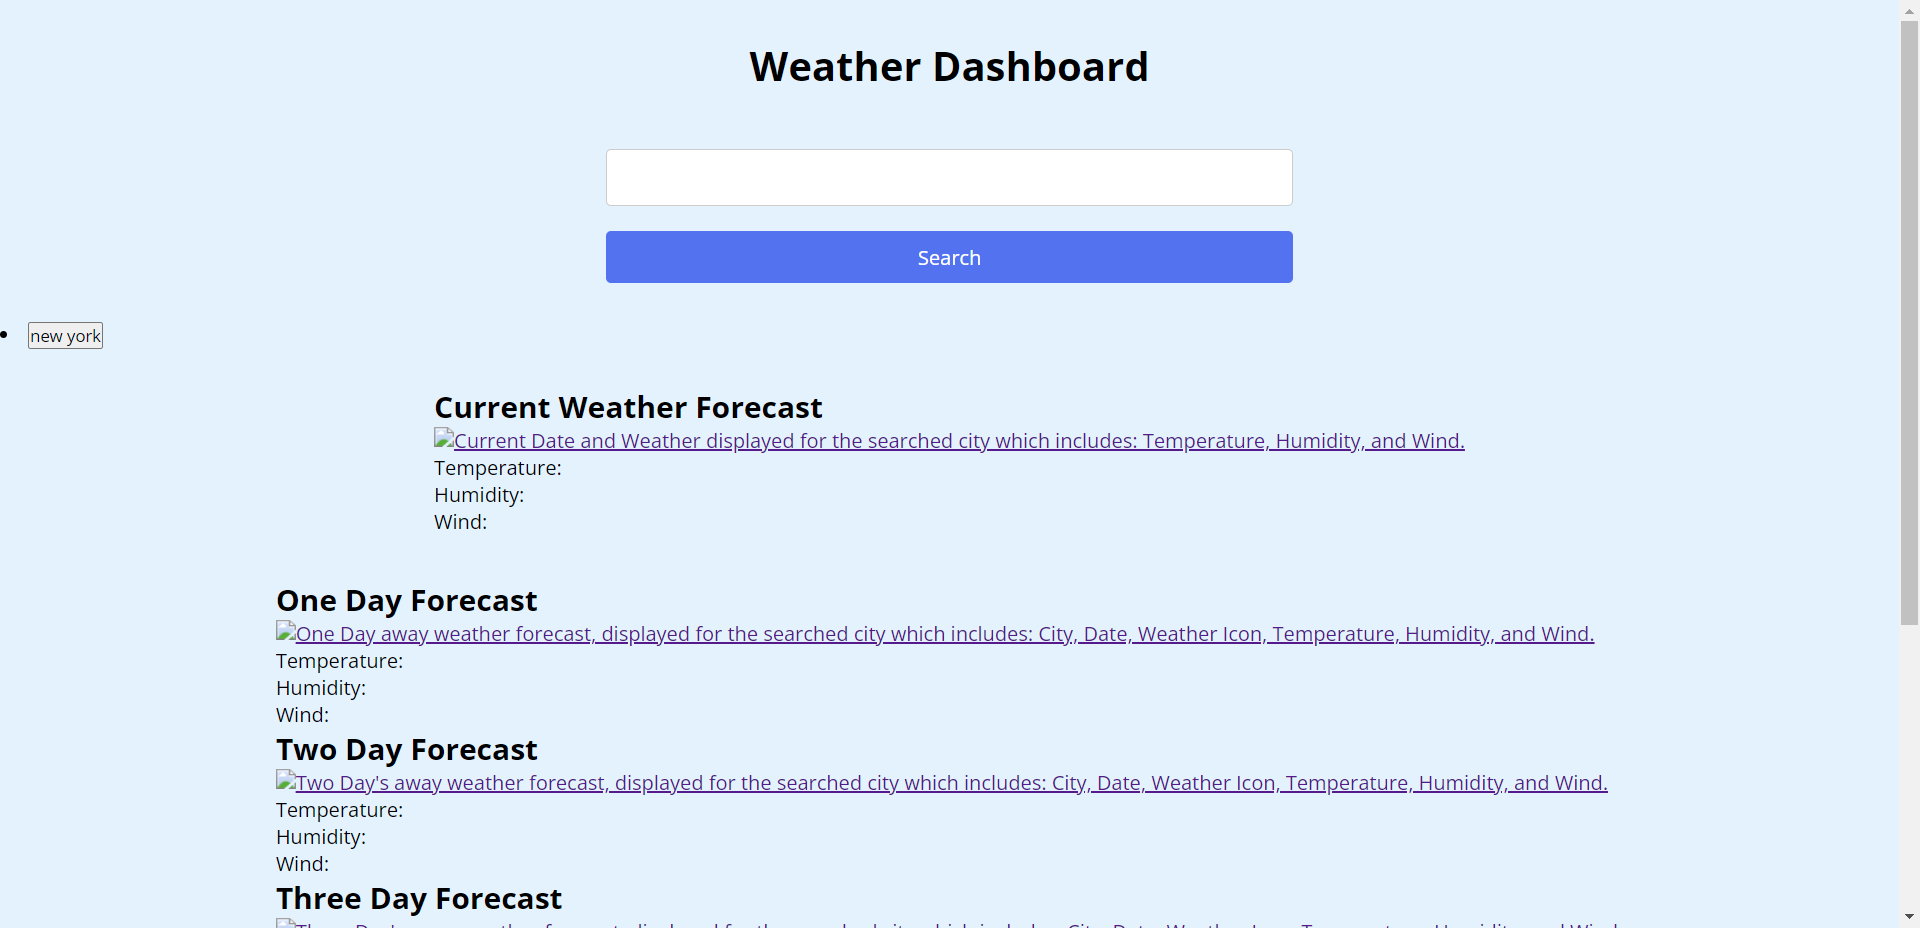 Weather Dashboard
Search
new york
Current Weather Forecast
Current Date and Weather displayed for the searched city which includes: Temperature, Humidity, and Wind.
Temperature:
Humidity:
Wind:
One Day Forecast
One Day away weather forecast, displayed for the searched city which includes: City, Date, Weather Icon, Temperature, Humidity, and Wind.
Temperature:
Humidity:
Wind:
Two Day Forecast
Two Day's away weather forecast, displayed for the searched city which includes: City, Date, Weather Icon, Temperature, Humidity, and Wind.
Temperature:
Humidity:
Wind:
Three Day Forecast